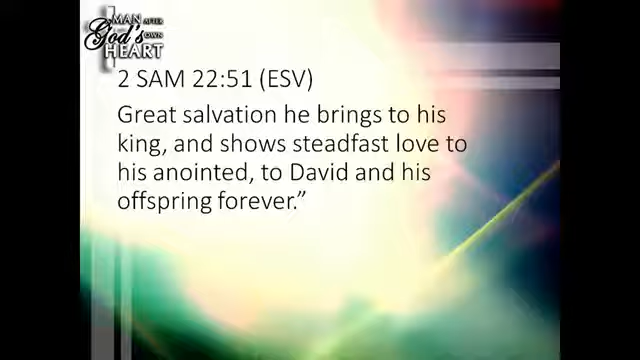 A MAN AFTER
God's OWN
HEART
2 SAM 22:51 (ESV)
Great salvation he brings to his
king, and shows steadfast love to
his anointed, to David and his
offspring forever.”